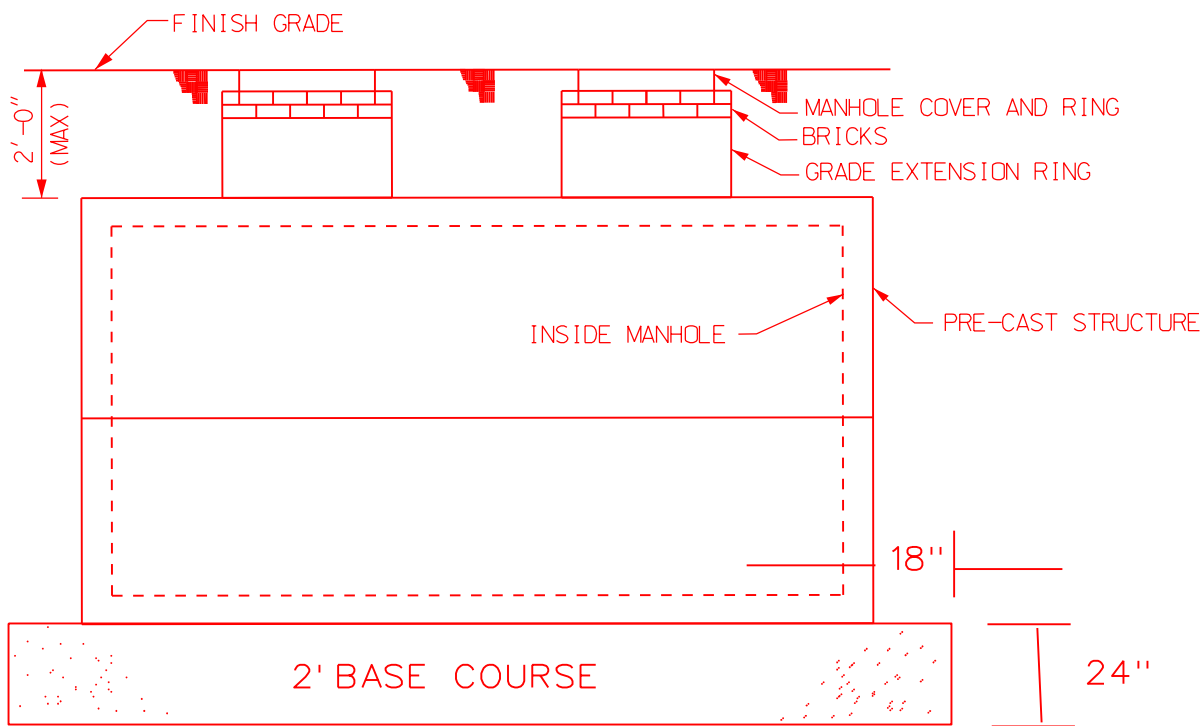 FINISH GRADE
2'-0"
(MAX)
MANHOLE COVER AND RING
BRICKS
GRADE EXTENSION RING
INSIDE MANHOLE
PRE-CAST STRUCTURE
18"
2' BASE COURSE
24"